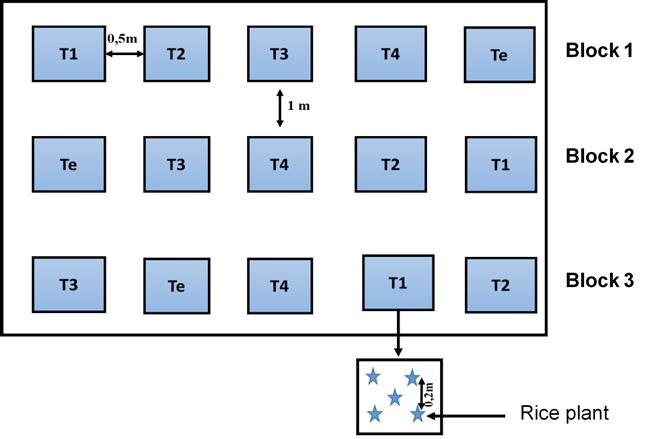 T1 0,5m T2 T3 T4 Te Block 1
1 m
Te T3 T4 T2 T1 Block 2
T3 Te T4 T1 T2 Block 3
0,2m
Rice plant